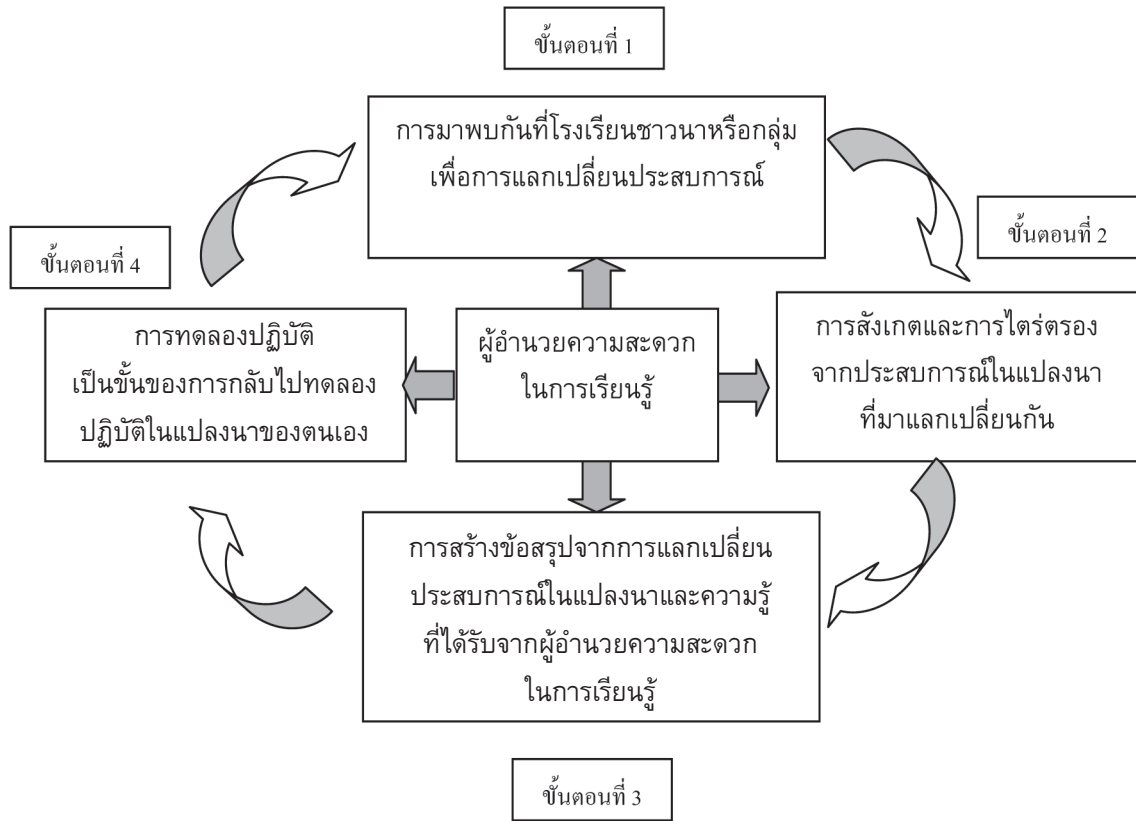 ขั้นตอนที่ 1
การมาพบกันที่โรงเรียนชาวนาหรือกลุ่ม
เพื่อการแลกเปลี่ยนประสบการณ์
ขั้นตอนที่ 2
การสังเกตและการไตร่ตรอง
จากประสบการณ์ในแปลงนา
ที่มาแลกเปลี่ยนกัน
ผู้อำนวยความสะดวก
ในการเรียนรู้
ขั้นตอนที่ 4
การทดลองปฏิบัติ
เป็นขั้นของการกลับไปทดลอง
ปฏิบัติในแปลงนาของตนเอง
การสร้างข้อสรุปจากการแลกเปลี่ยน
ประสบการณ์ในแปลงนาและความรู้
ที่ได้รับจากผู้อำนวยความสะดวก
ในการเรียนรู้
ขั้นตอนที่ 3